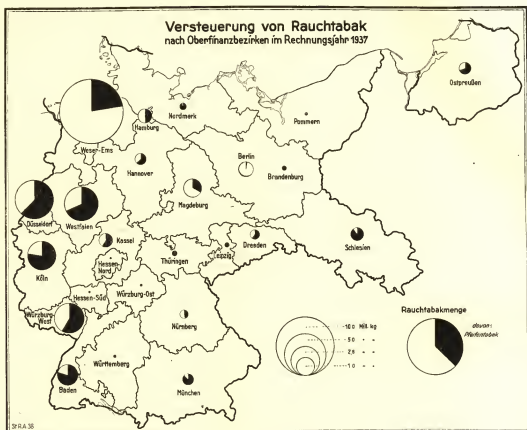 Versteuerung von Rauchtabak
nach Oberfinanzbezirken im Rechnungsjahr 1937
Ostpreußen
Nordmark
Pommern
Hamburg
Weser-Ems
Berlin
Hannover
Brandenburg
Magdeburg
Düsseldorf
Westfalen
Kassel
Dresden
Leipzig
Schlesien
Thüringen
Köln
Hessen-
Nord
Hessen-Süd
Würzburg-Ost
Würzburg-
West
Nürnberg
Württemberg
Baden
München
Rauchtabakmenge
davon:
Pfeifentabak
10.0 Mill. kg
5.0 " "
2.5 " "
1.0 " "
St.R.A. 38